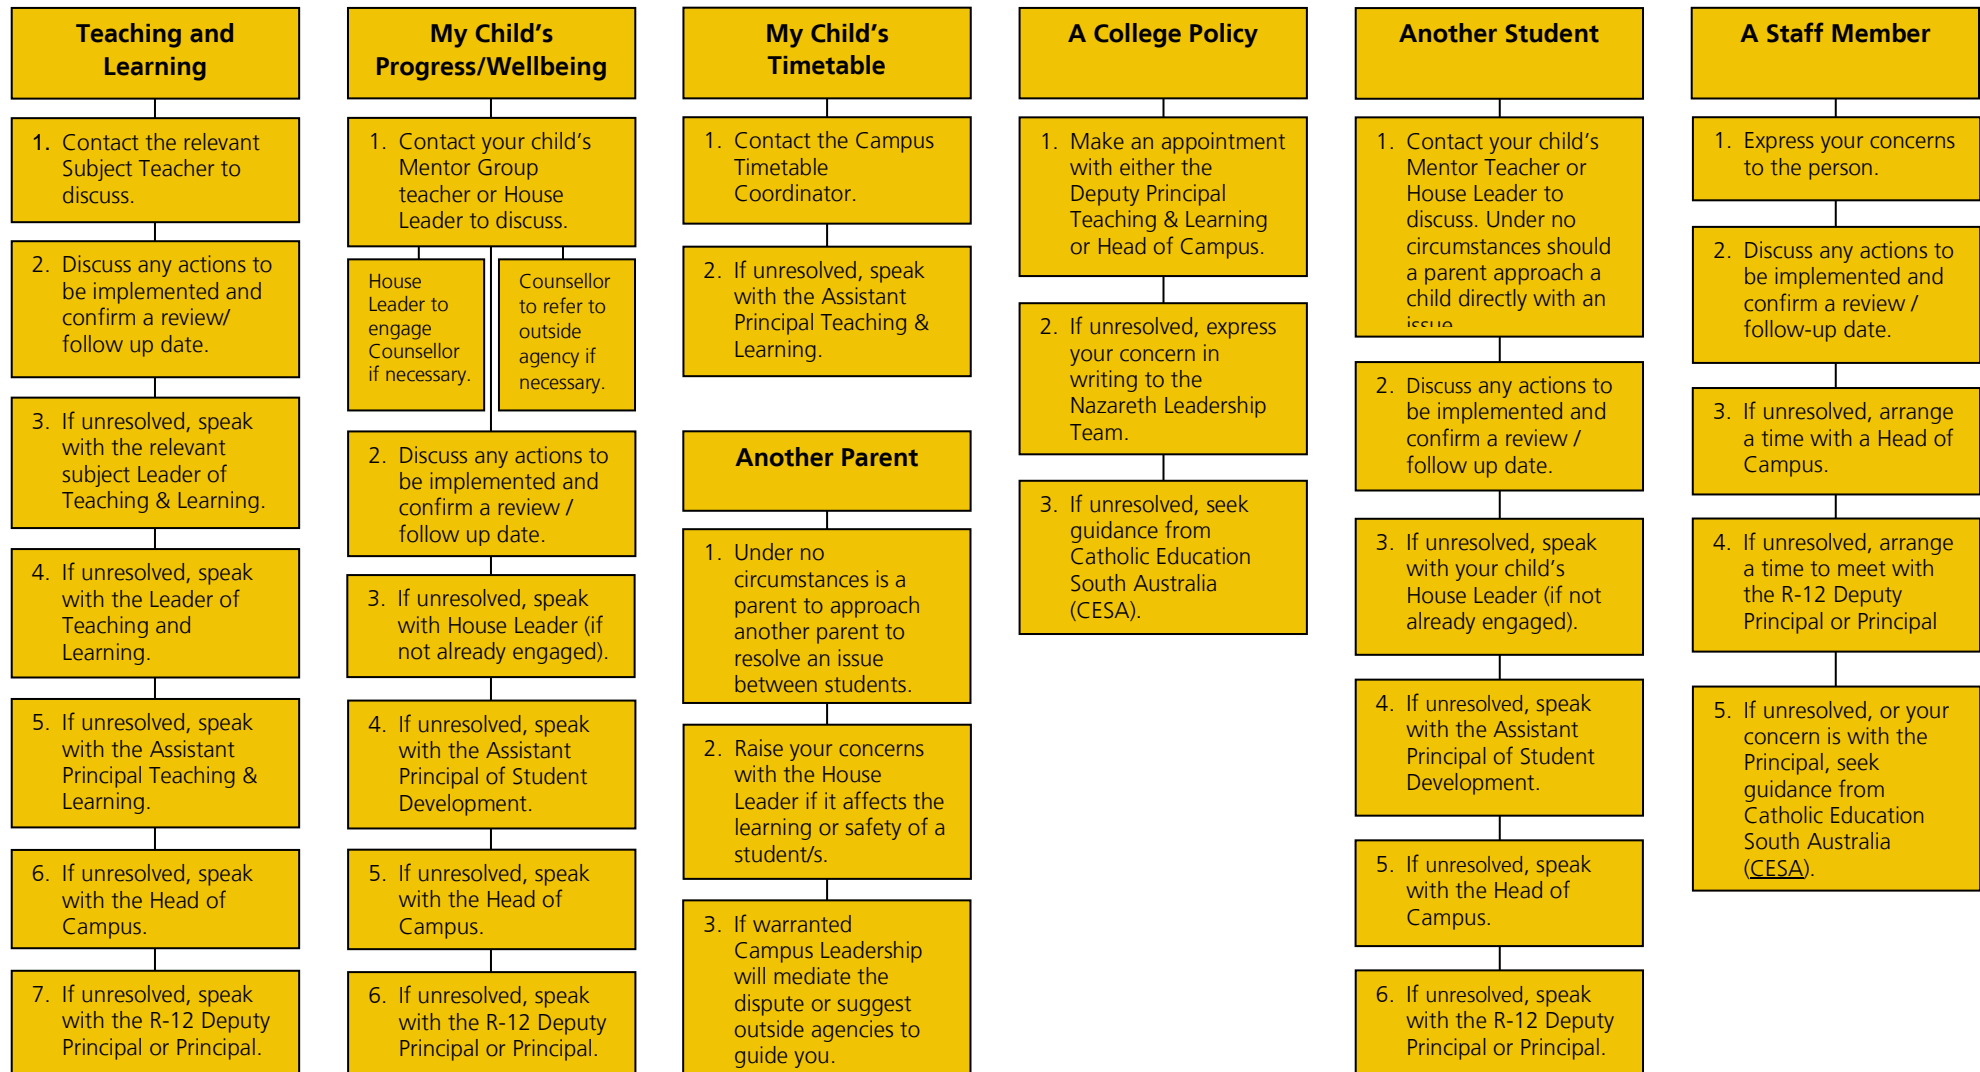 Teaching and
Learning
1. Contact the relevant
Subject Teacher to
discuss.
2. Discuss any actions to
be implemented and
confirm a review/
follow up date.
3. If unresolved, speak
with the relevant
subject Leader of
Teaching & Learning.
4. If unresolved, speak
with the Leader of
Teaching and
Learning.
5. If unresolved, speak
with the Assistant
Principal Teaching &
Learning.
6. If unresolved, speak
with the Head of
Campus.
7. If unresolved, speak
with the R-12 Deputy
Principal or Principal.
My Child's
Progress/Wellbeing
1. Contact your child's
Mentor Group
teacher or House
Leader to discuss.
House
Leader to
engage
Counsellor
if necessary.
Counsellor
to refer to
outside
agency if
necessary.
2. Discuss any actions to
be implemented and
confirm a review /
follow up date.
3. If unresolved, speak
with House Leader (if
not already engaged).
4. If unresolved, speak
with the Assistant
Principal of Student
Development.
5. If unresolved, speak
with the Head of
Campus.
6. If unresolved, speak
with the R-12 Deputy
Principal or Principal.
My Child's
Timetable
1. Contact the Campus
Timetable
Coordinator.
2. If unresolved, speak
with the Assistant
Principal Teaching &
Learning.
Another Parent
1. Under no
circumstances is a
parent to approach
another parent to
resolve an issue
between students.
2. Raise your concerns
with the House
Leader if it affects the
learning or safety of a
student/s.
3. If warranted
Campus Leadership
will mediate the
dispute or suggest
outside agencies to
guide you.
A College Policy
1. Make an appointment
with either the
Deputy Principal
Teaching & Learning
or Head of Campus.
2. If unresolved, express
your concern in
writing to the
Nazareth Leadership
Team.
3. If unresolved, seek
guidance from
Catholic Education
South Australia
(CESA).
Another Student
1. Contact your child's
Mentor Teacher or
House Leader to
discuss. Under no
circumstances should
a parent approach a
child directly with an
issue
2. Discuss any actions to
be implemented and
confirm a review /
follow up date.
3. If unresolved, speak
with your child's
House Leader (if not
already engaged).
4. If unresolved, speak
with the Assistant
Principal of Student
Development.
5. If unresolved, speak
with the Head of
Campus.
6. If unresolved, speak
with the R-12 Deputy
Principal or Principal.
A Staff Member
1. Express your concerns
to the person.
2. Discuss any actions to
be implemented and
confirm a review /
follow-up date.
3. If unresolved, arrange
a time with a Head of
Campus.
4. If unresolved, arrange
a time to meet with
the R-12 Deputy
Principal or Principal
5. If unresolved, or your
concern is with the
Principal, seek
guidance from
Catholic Education
South Australia
(CESA).